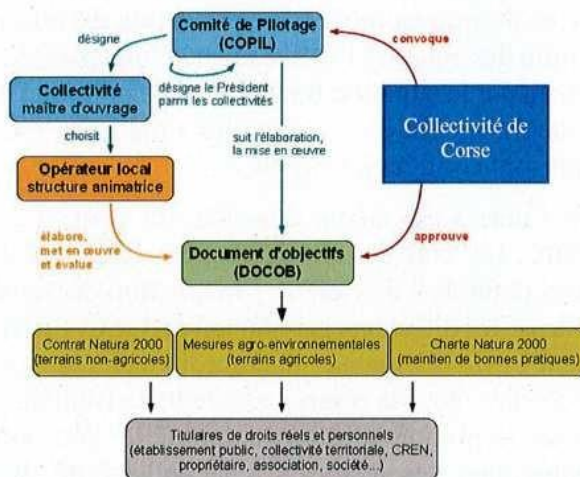 Comité de Pilotage
(COPIL)
désigne
convoque
Collectivité
maître d'ouvrage
désigne le Président
parmi les collectivités
Collectivité de
Corse
choisit
suit l'élaboration,
la mise en œuvre
Opérateur local
structure animatrice
élabore,
met en œuvre
et évalue
approuve
Document d'objectifs
(DOCOB)
Contrat Natura 2000
(terrains non-agricoles)
Mesures agro-environnementales
(terrains agricoles)
Charte Natura 2000
(maintien de bonnes pratiques)
Titulaires de droits réels et personnels
(établissement public, collectivité territoriale, CREN,
propriétaire, association, société...)